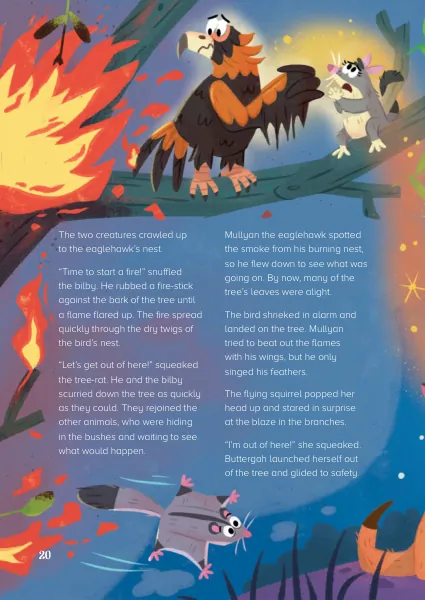 The two creatures crawled up
to the eaglehawk's nest.
“Time to start a fire!” snuffled
the bilby. He rubbed a fire-stick
against the bark of the tree until
a flame flared up. The fire spread
quickly through the dry twigs of
the bird's nest.
“Let's get out of here!” squeaked
the tree-rat. He and the bilby
scurried down the tree as quickly
as they could. They rejoined the
other animals, who were hiding
in the bushes and waiting to see
what would happen.
Mullyan the eaglehawk spotted
the smoke from his burning nest,
so he flew down to see what was
going on. By now, many of the
tree's leaves were alight.
The bird shrieked in alarm and
landed on the tree. Mullyan
tried to beat out the flames
with his wings, but he only
singed his feathers.
The flying squirrel popped her
head up and stared in surprise
at the blaze in the branches.
“I'm out of here!” she squeaked.
Buttergah launched herself out
of the tree and glided to safety.
20